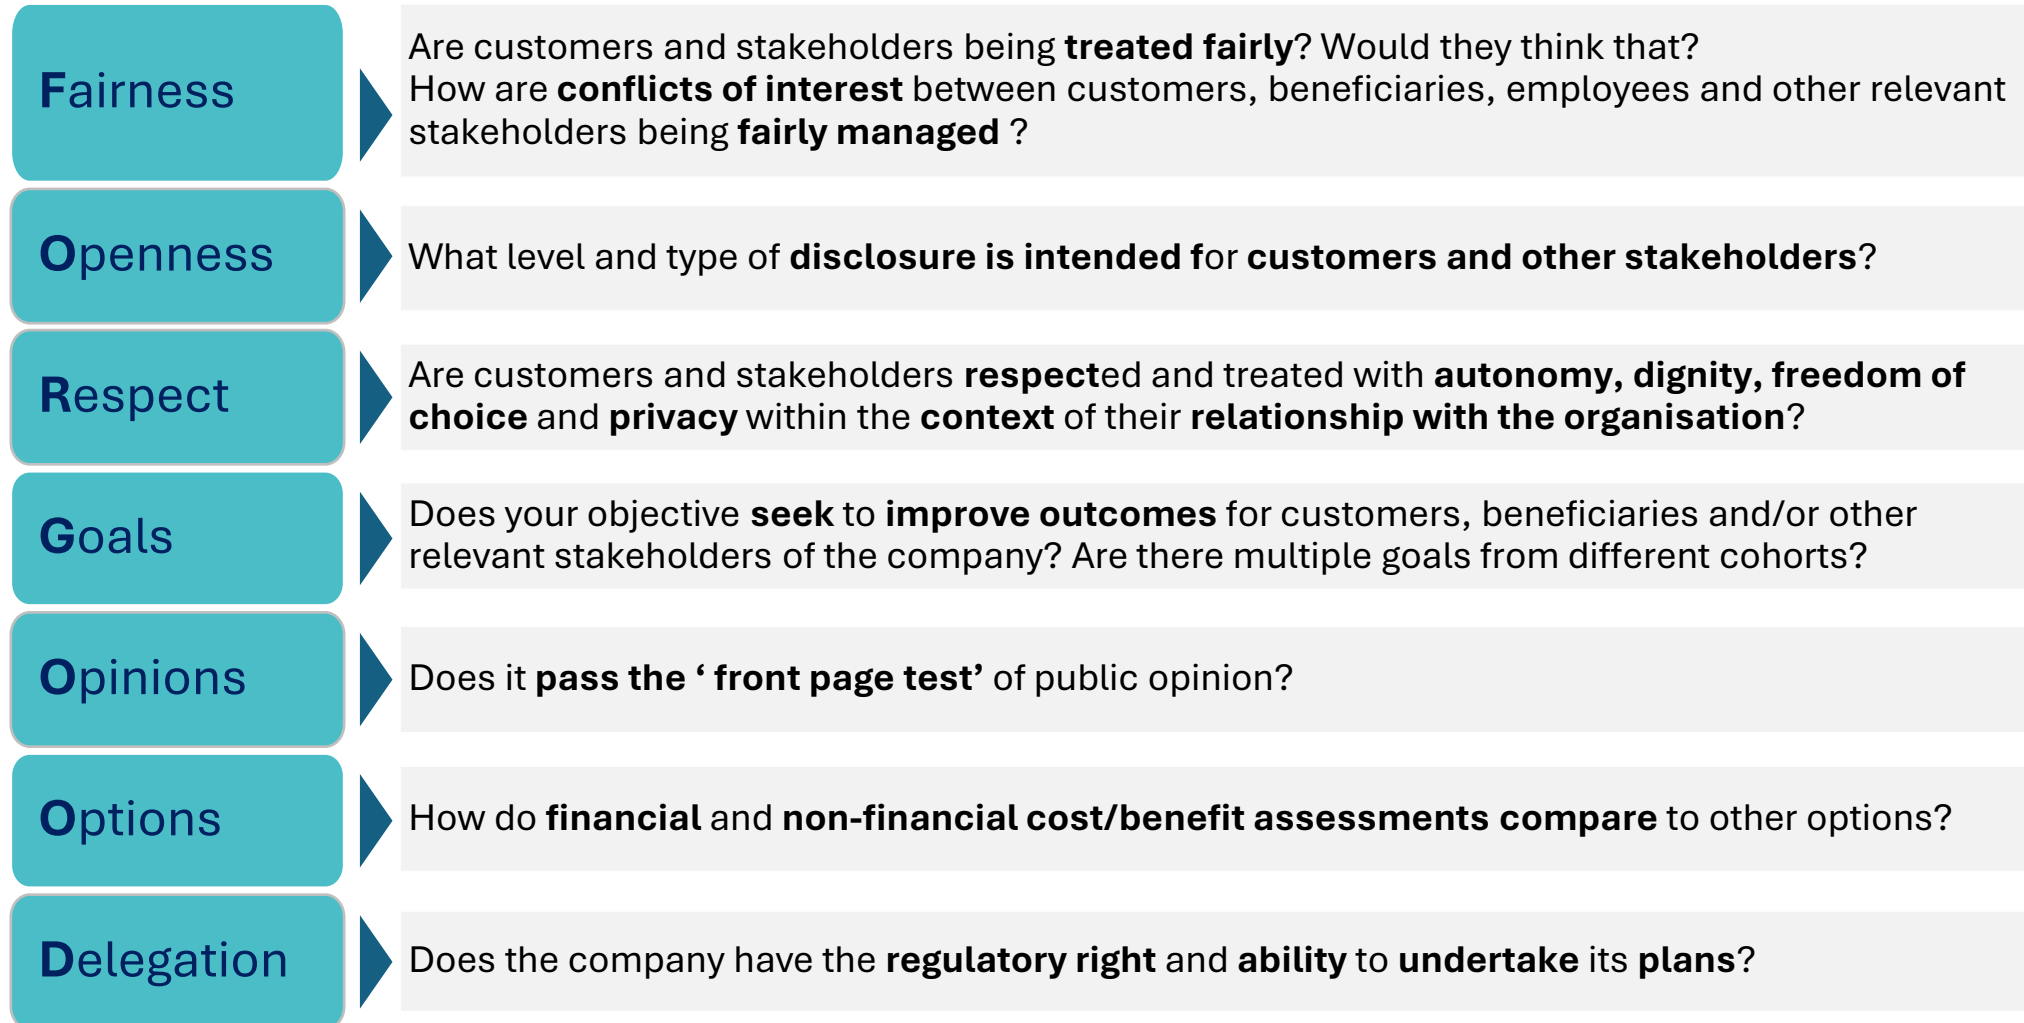 Fairness
Are customers and stakeholders being treated fairly? Would they think that?
How are conflicts of interest between customers, beneficiaries, employees and other relevant
stakeholders being fairly managed ?
Openness
What level and type of disclosure is intended for customers and other stakeholders?
Respect
Are customers and stakeholders respected and treated with autonomy, dignity, freedom of
choice and privacy within the context of their relationship with the organisation?
Goals
Does your objective seek to improve outcomes for customers, beneficiaries and/or other
relevant stakeholders of the company? Are there multiple goals from different cohorts?
Opinions
Does it pass the ‘ front page test’ of public opinion?
Options
How do financial and non-financial cost/benefit assessments compare to other options?
Delegation
Does the company have the regulatory right and ability to undertake its plans?